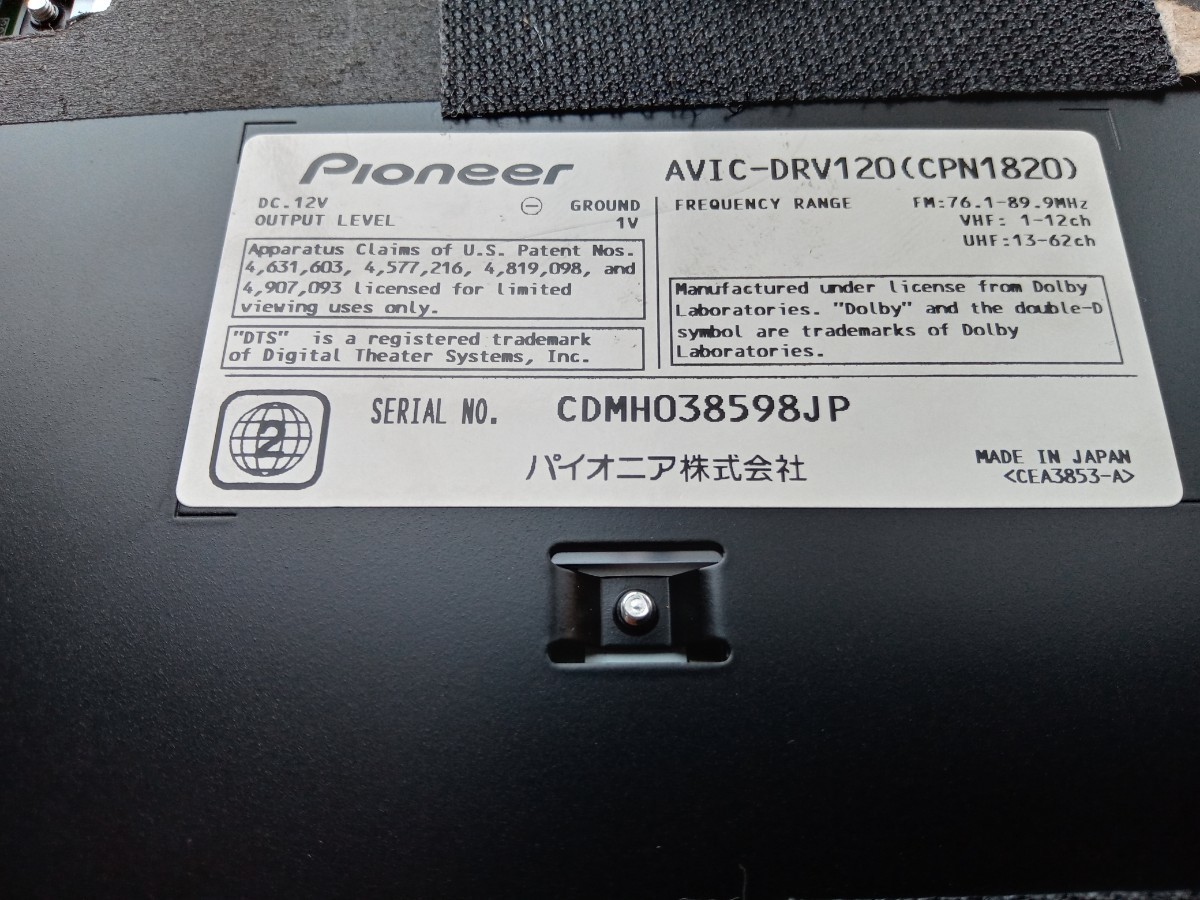 Pioneer
AVIC-DRV120(CPN1820)
DC.12V ⊖ GROUND
OUTPUT LEVEL 1V
Apparatus Claims of U.S. Patent Nos.
4,631,603, 4,577,216, 4,819,098, and
4,907,093 licensed for limited
viewing uses only.
"DTS" is a registered trademark
of Digital Theater Systems, Inc.
FREQUENCY RANGE FM:76.1-89.9MHz
VHF: 1-12ch
UHF:13-62ch
Manufactured under license from Dolby
Laboratories. "Dolby" and the double-D
symbol are trademarks of Dolby
Laboratories.
2
SERIAL NO. CDMH038598JP
パイオニア株式会社
MADE IN JAPAN
<CEA3853-A>